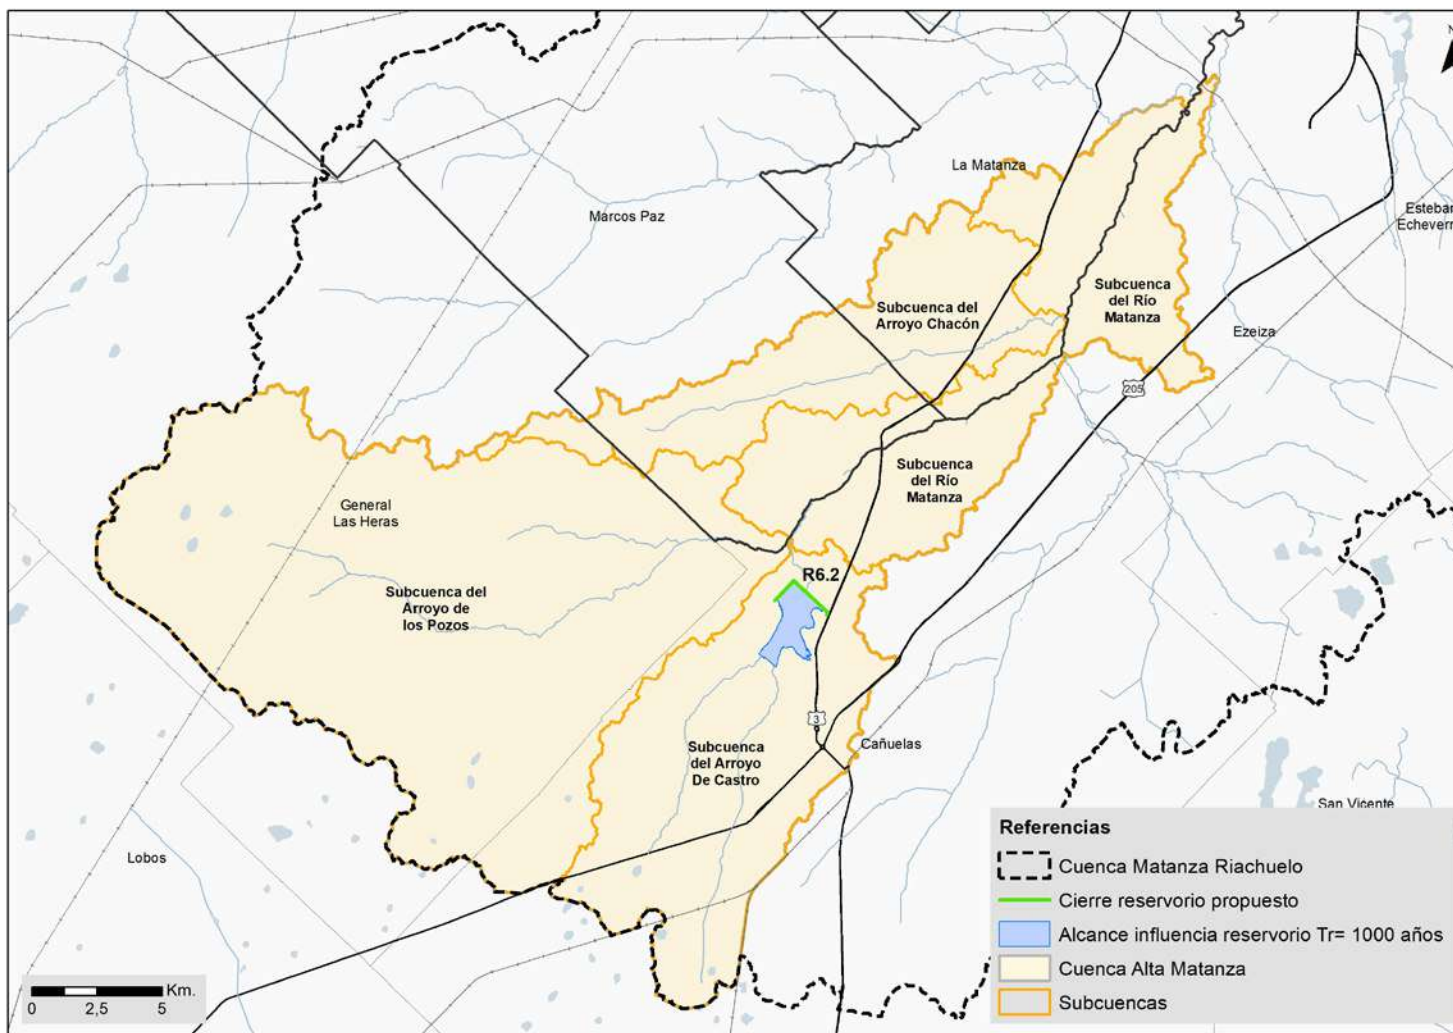 N
La Matanza
Marcos Paz
Esteban
Echever
Subcuenca
del Río
Matanza
Subcuenca del
Arroyo Chacón
Ezeiza
205
Subcuenca
del Río
Matanza
General
Las Heras
R6.2
Subcuenca del
Arroyo de
los Pozos
3
Cañuelas
Subcuenca
del Arroyo
De Castro
San Vicente
Lobos
Referencias
Cuenca Matanza Riachuelo
Cierre reservorio propuesto
Alcance influencia reservorio Tr= 1000 años
Cuenca Alta Matanza
Subcuencas
Km.
0 2,5 5